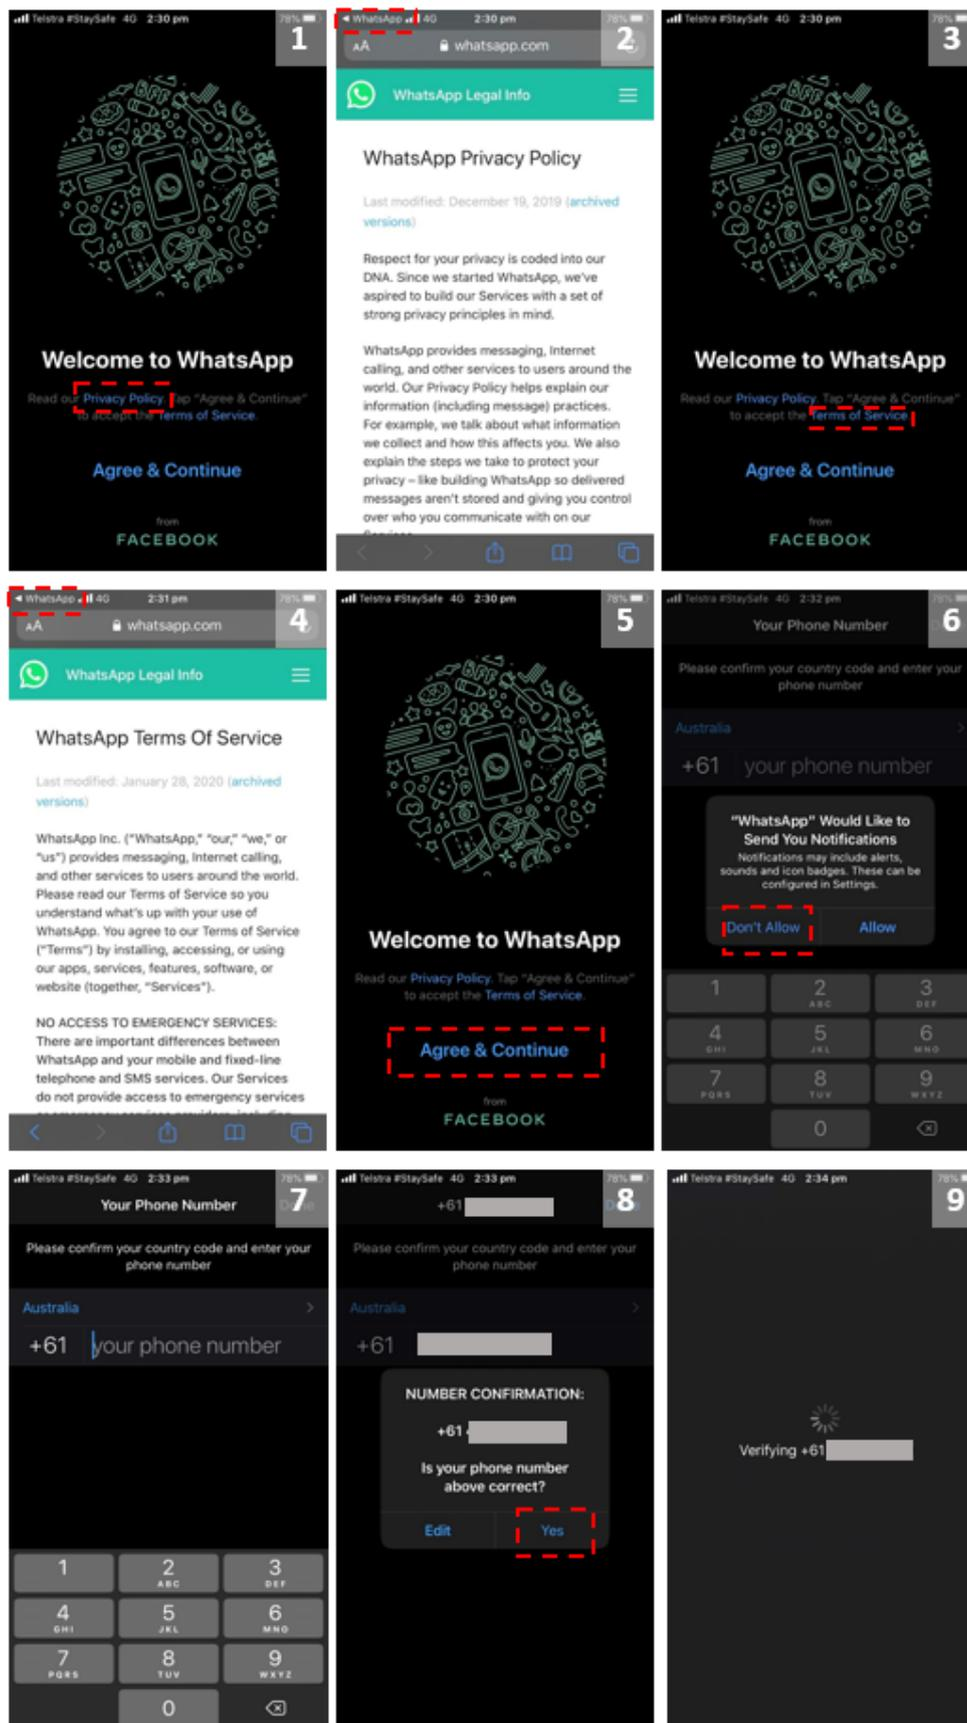 Telstra #StaySafe 4G 2:30 pm 78%
1
Welcome to WhatsApp
Read our Privacy Policy. Tap "Agree & Continue"
to accept the Terms of Service.
Agree & Continue
from
FACEBOOK
WhatsApp 4G 2:30 pm 78%
2
AA whatsapp.com
WhatsApp Legal Info
WhatsApp Privacy Policy
Last modified: December 19, 2019 (archived
versions)
Respect for your privacy is coded into our
DNA. Since we started WhatsApp, we've
aspired to build our Services with a set of
strong privacy principles in mind.
WhatsApp provides messaging, Internet
calling, and other services to users around the
world. Our Privacy Policy helps explain our
information (including message) practices.
For example, we talk about what information
we collect and how this affects you. We also
explain the steps we take to protect your
privacy – like building WhatsApp so delivered
messages aren't stored and giving you control
over who you communicate with on our
Telstra #StaySafe 4G 2:30 pm 78%
3
Welcome to WhatsApp
Read our Privacy Policy. Tap "Agree & Continue"
to accept the Terms of Service.
Agree & Continue
from
FACEBOOK
WhatsApp 4G 2:31 pm 78%
4
AA whatsapp.com
WhatsApp Legal Info
WhatsApp Terms Of Service
Last modified: January 28, 2020 (archived
versions)
WhatsApp Inc. ("WhatsApp," "our," "we," or
"us") provides messaging, Internet calling,
and other services to users around the world.
Please read our Terms of Service so you
understand what's up with your use of
WhatsApp. You agree to our Terms of Service
("Terms") by installing, accessing, or using
our apps, services, features, software, or
website (together, "Services").
NO ACCESS TO EMERGENCY SERVICES:
There are important differences between
WhatsApp and your mobile and fixed-line
telephone and SMS services. Our Services
do not provide access to emergency services
Telstra #StaySafe 4G 2:30 pm 78%
5
Welcome to WhatsApp
Read our Privacy Policy. Tap "Agree & Continue"
to accept the Terms of Service.
Agree & Continue
from
FACEBOOK
Telstra #StaySafe 4G 2:32 pm 78%
6
Your Phone Number
Please confirm your country code and enter your
phone number
Australia
+61 your phone number
"WhatsApp" Would Like to
Send You Notifications
Notifications may include alerts,
sounds and icon badges. These can be
configured in Settings.
Don't Allow Allow
1 2 ABC 3 DEF
4 GHI 5 JKL 6 MNO
7 PQRS 8 TUV 9 WXYZ
0
Telstra #StaySafe 4G 2:33 pm 78%
7
Your Phone Number
Please confirm your country code and enter your
phone number
Australia
+61 your phone number
1 2 ABC 3 DEF
4 GHI 5 JKL 6 MNO
7 PQRS 8 TUV 9 WXYZ
0
Telstra #StaySafe 4G 2:33 pm 78%
8
+61
Please confirm your country code and enter your
phone number
Australia
+61
NUMBER CONFIRMATION:
+61
Is your phone number
above correct?
Edit Yes
Telstra #StaySafe 4G 2:34 pm 78%
9
Verifying +61